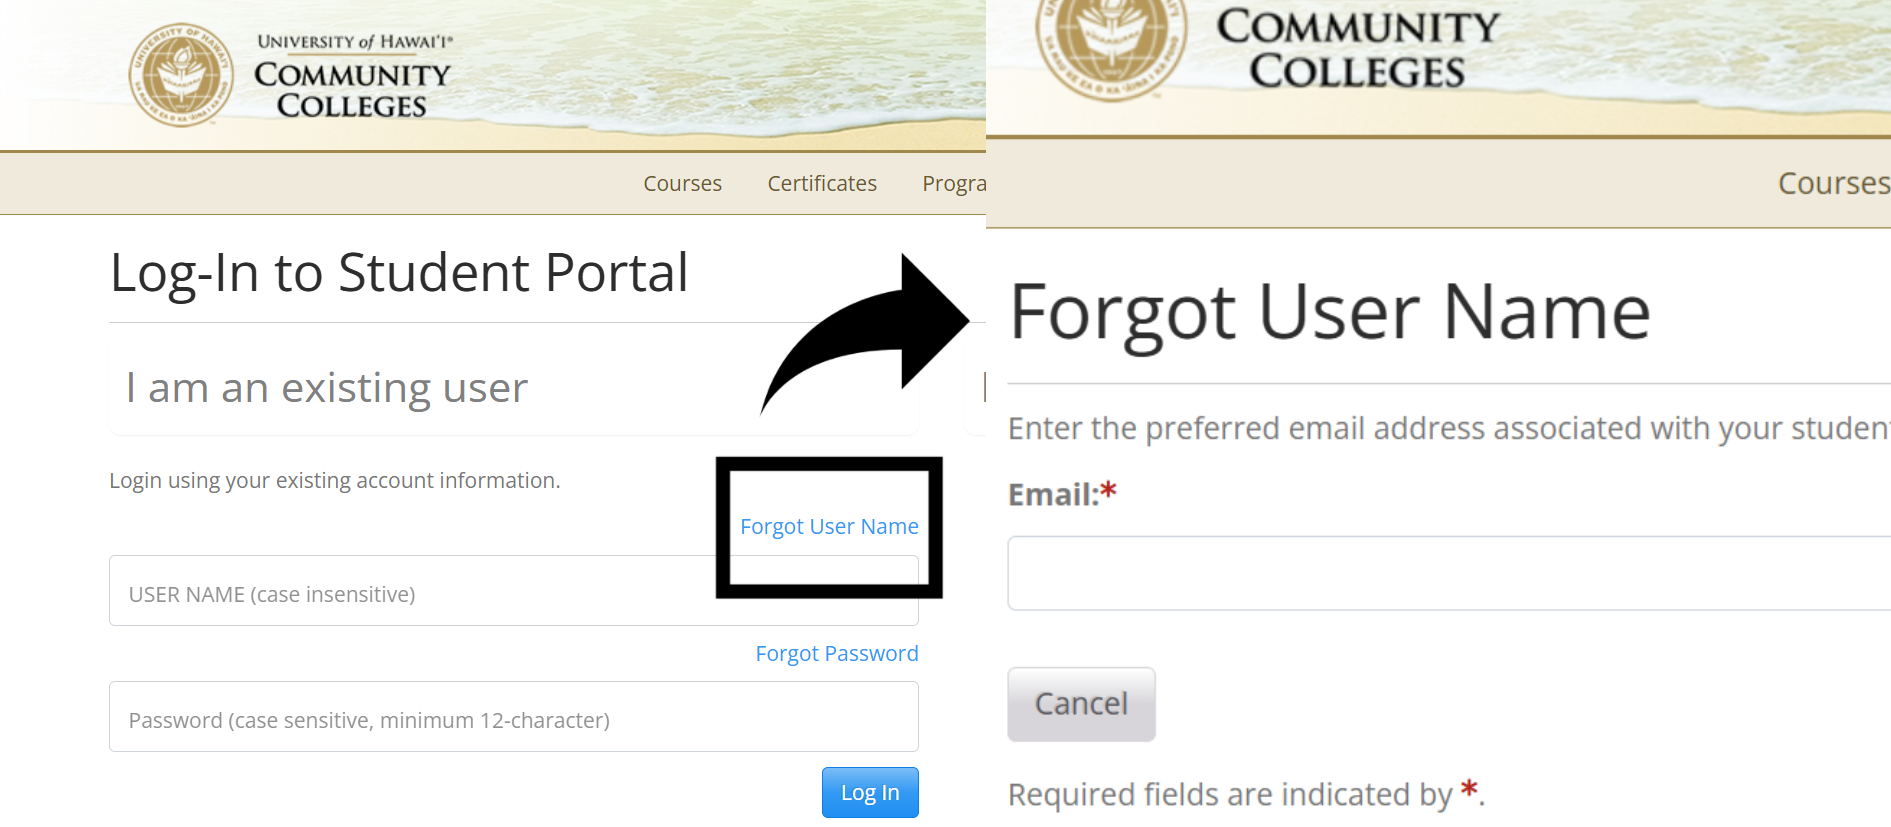 UNIVERSITY of HAWAI‘I®
COMMUNITY
COLLEGES
Courses
Certificates
Progra
Log-In to Student Portal
I am an existing user
Login using your existing account information.
Forgot User Name
USER NAME (case insensitive)
Forgot Password
Password (case sensitive, minimum 12-character)
Log In
COMMUNITY
COLLEGES
Courses
Forgot User Name
Enter the preferred email address associated with your student
Email:*
Cancel
Required fields are indicated by *.